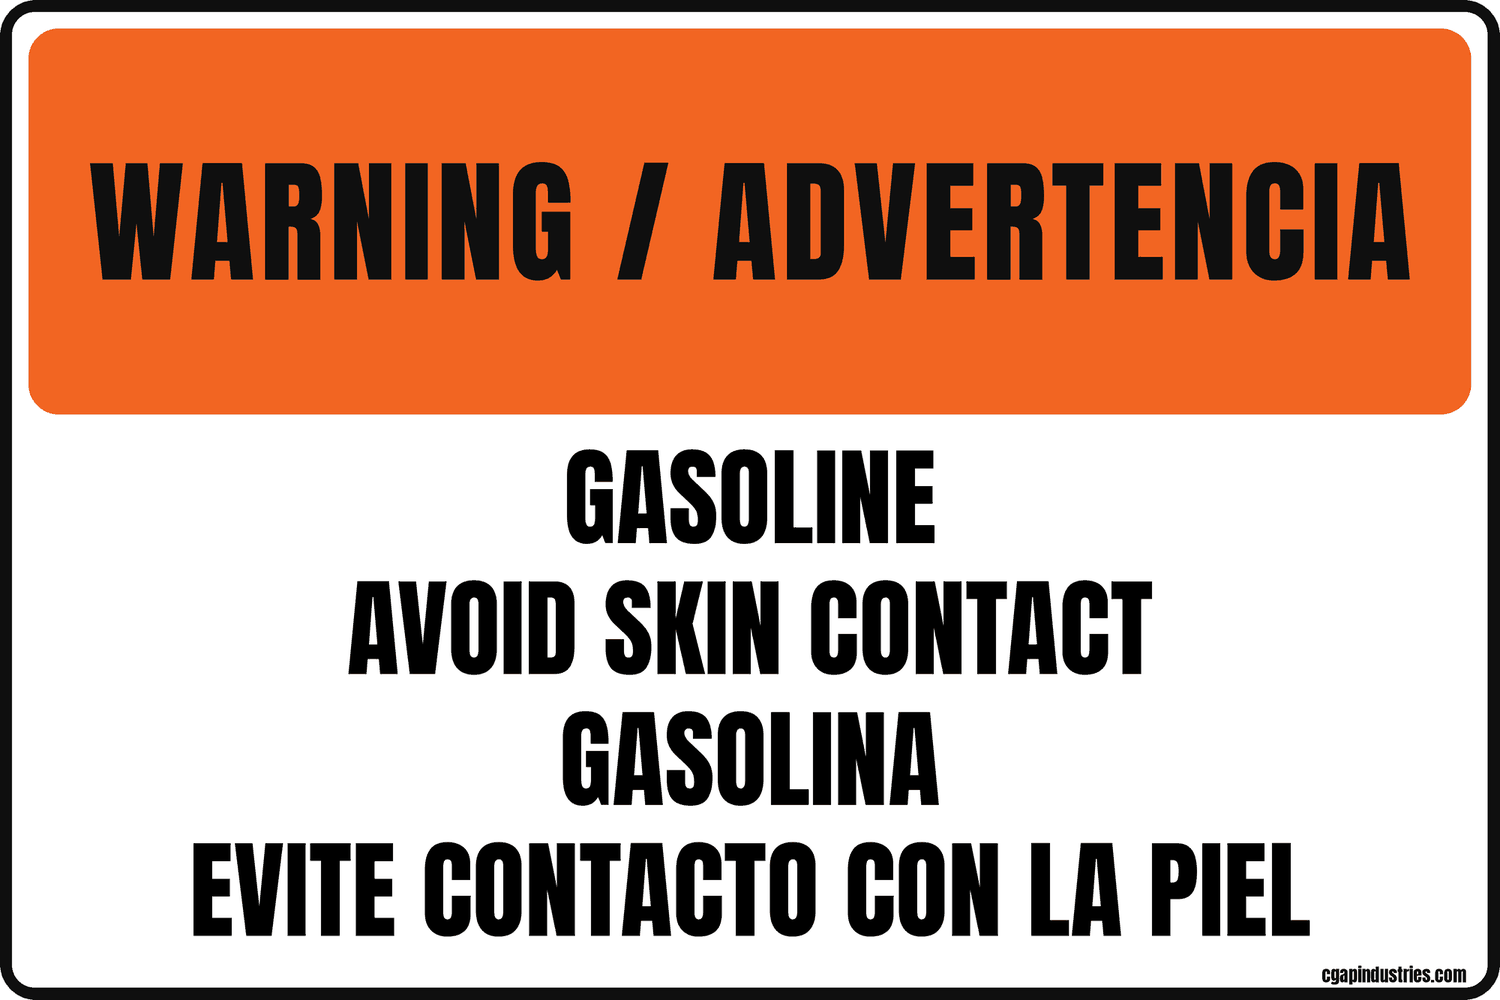 WARNING / ADVERTENCIA
GASOLINE
AVOID SKIN CONTACT
GASOLINA
EVITE CONTACTO CON LA PIEL
cgapindustries.com